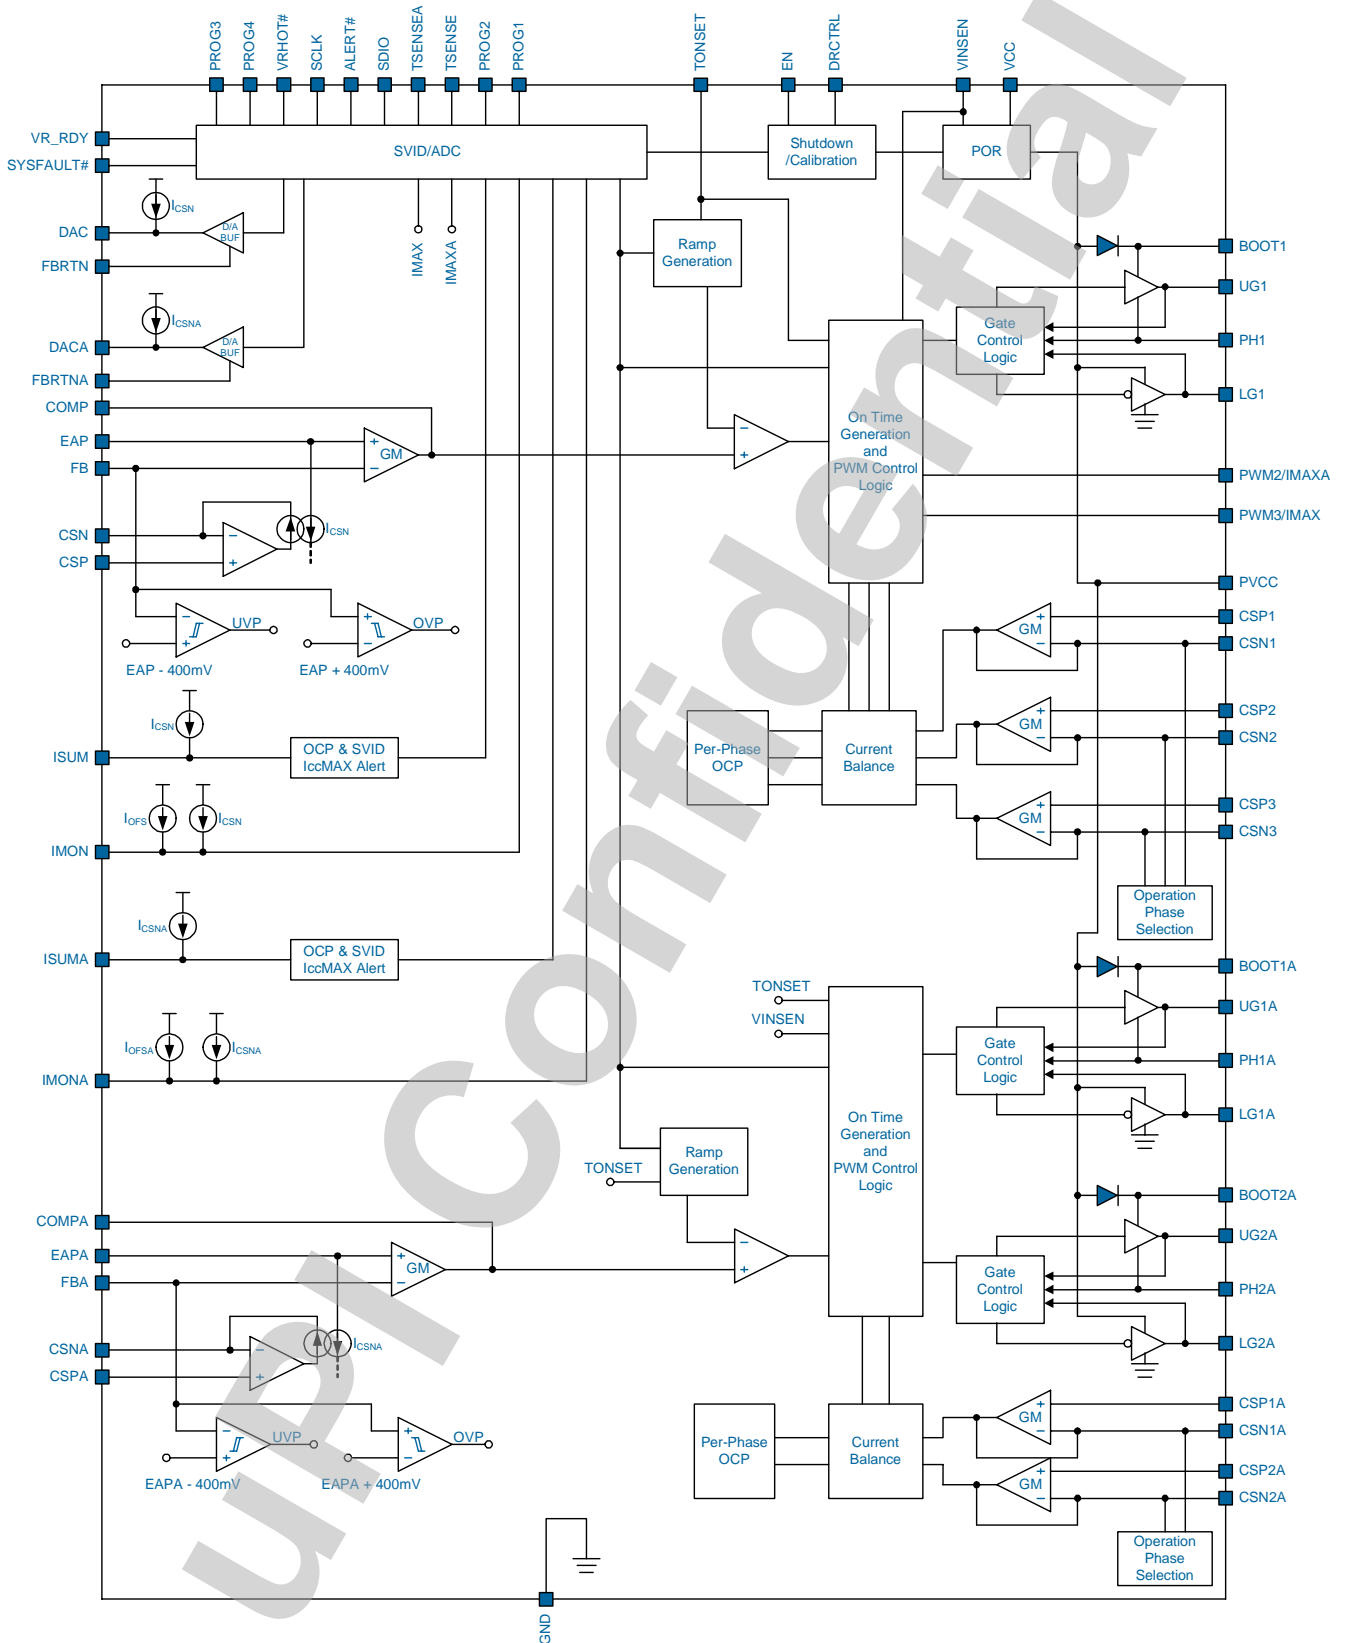 PROG3
PROG4
VRHOT#
SCLK
ALERT#
SDIO
TSENSEA
TSENSE
PROG2
PROG1
TONSET
EN
DRCTRL
VINSEN
VCC
VR_RDY
SYSFAULT#
SVID/ADC
Shutdown
/Calibration
POR
ICSN
DAC
D/A
BUF
FBRTN
IMAX
IMAXA
Ramp
Generation
BOOT1
UG1
ICSNA
DACA
D/A
BUF
FBRTNA
Gate
Control
Logic
PH1
LG1
COMP
EAP
FB
+
GM
−
−
+
On Time
Generation
and
PWM Control
Logic
PWM2/IMAXA
PWM3/IMAX
CSN
CSP
−
+
ICSN
PVCC
−
+
UVP
EAP - 400mV
+
−
OVP
EAP + 400mV
CSP1
CSN1
+
GM
−
ICSN
ISUM
OCP & SVID
IccMAX Alert
Per-Phase
OCP
Current
Balance
+
GM
−
CSP2
CSN2
IOFS
ICSN
IMON
+
GM
−
CSP3
CSN3
Operation
Phase
Selection
ICSNA
ISUMA
OCP & SVID
IccMAX Alert
TONSET
VINSEN
BOOT1A
UG1A
IOFSA
ICSNA
IMONA
Gate
Control
Logic
PH1A
LG1A
On Time
Generation
and
PWM Control
Logic
Ramp
Generation
TONSET
COMPA
EAPA
FBA
+
GM
−
−
+
BOOT2A
UG2A
Gate
Control
Logic
PH2A
LG2A
CSNA
CSPA
−
+
ICSNA
−
+
UVP
EAPA - 400mV
+
−
OVP
EAPA + 400mV
Per-Phase
OCP
Current
Balance
+
GM
−
CSP1A
CSN1A
+
GM
−
CSP2A
CSN2A
Operation
Phase
Selection
GND
uPI Confidential